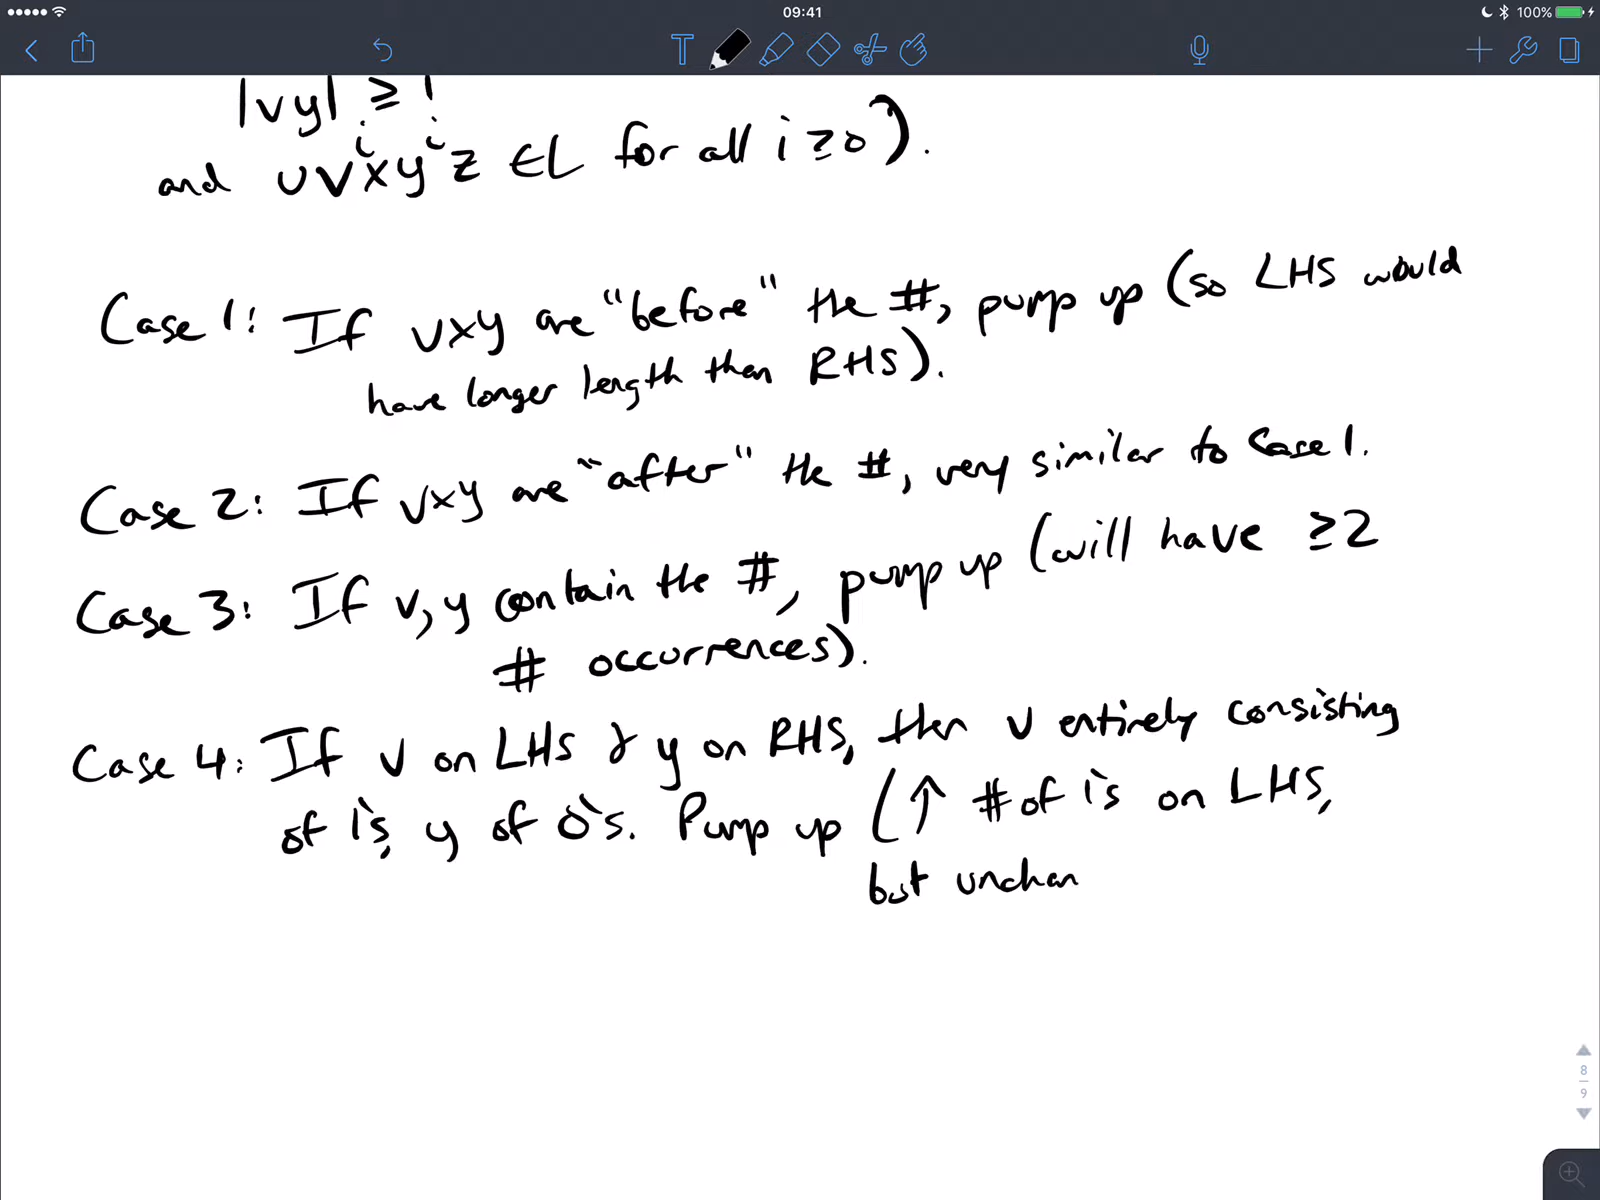 09:41
100%
T
|vy| ≥ 1
and uvⁱxyⁱz ∈ L for all i ≥ 0).
Case 1: If vxy are "before" the #, pump up (so LHS would
have longer length than RHS).
Case 2: If vxy are "after" the #, very similar to Case 1.
Case 3: If v, y contain the #, pump up (will have ≥ 2
# occurrences).
Case 4: If v on LHS & y on RHS, then v entirely consisting
of 1's, y of 0's. Pump up (↑ # of 1's on LHS,
but unchan
8
9